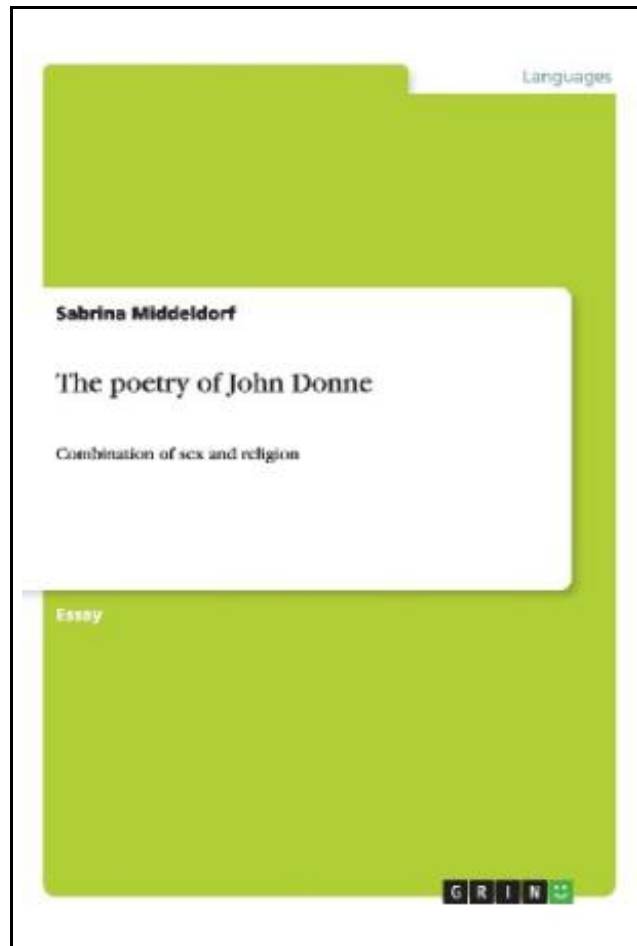 Languages
Sabrina Middeldorf
The poetry of John Donne
Combination of sex and religion
Essay
GRIN